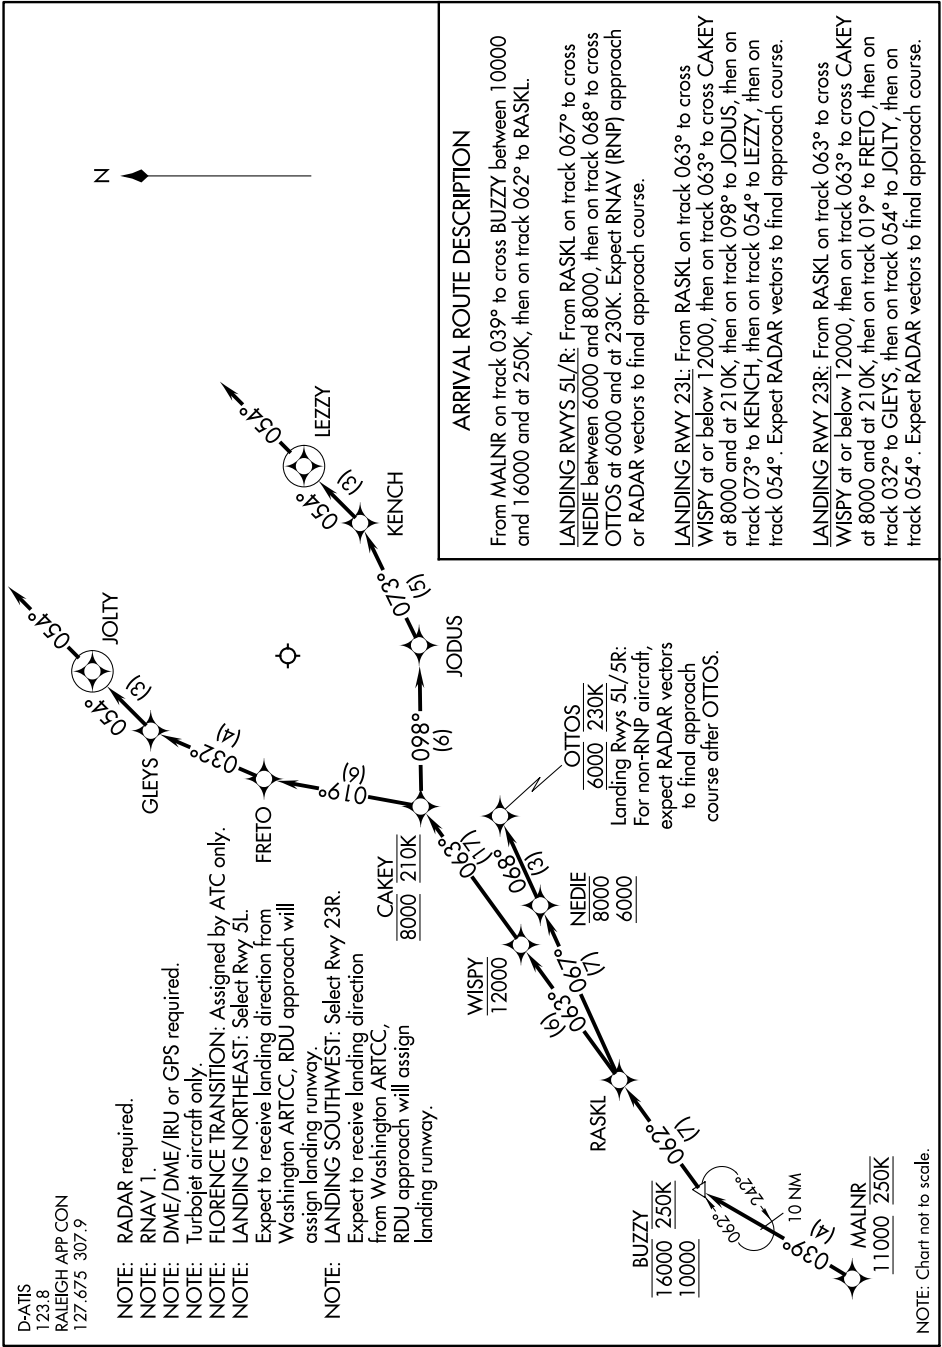 D-ATIS
123.8
RALEIGH APP CON
127.675 307.9
NOTE: RADAR required.
NOTE: RNAV 1.
NOTE: DME/DME/IRU or GPS required.
NOTE: Turbojet aircraft only.
NOTE: FLORENCE TRANSITION: Assigned by ATC only.
NOTE: LANDING NORTHEAST: Select Rwy 5L.
Expect to receive landing direction from
Washington ARTCC, RDU approach will
assign landing runway.
NOTE: LANDING SOUTHWEST: Select Rwy 23R.
Expect to receive landing direction
from Washington ARTCC,
RDU approach will assign
landing runway.
N
054°
JOLTY
054°
(3)
GLEYS
032°
(4)
FRETO
019°
(6)
054°
LEZZY
054°
(3)
KENCH
073°
(5)
JODUS
098°
(6)
CAKEY
8000 210K
063°
(17)
WISPY
12000
063°
(6)
OTTOS
6000 230K
Landing Rwys 5L/5R:
For non-RNP aircraft,
expect RADAR vectors
to final approach
course after OTTOS.
068°
(3)
NEDIE
8000
6000
067°
(7)
RASKL
062°
(7)
BUZZY
16000 250K
10000
062°
242°
10 NM
039°
(4)
MALNR
11000 250K
NOTE: Chart not to scale.
ARRIVAL ROUTE DESCRIPTION
From MALNR on track 039° to cross BUZZY between 10000
and 16000 and at 250K, then on track 062° to RASKL.
LANDING RWYS 5L/R: From RASKL on track 067° to cross
NEDIE between 6000 and 8000, then on track 068° to cross
OTTOS at 6000 and at 230K. Expect RNAV (RNP) approach
or RADAR vectors to final approach course.
LANDING RWY 23L: From RASKL on track 063° to cross
WISPY at or below 12000, then on track 063° to cross CAKEY
at 8000 and at 210K, then on track 098° to JODUS, then on
track 073° to KENCH, then on track 054° to LEZZY, then on
track 054°. Expect RADAR vectors to final approach course.
LANDING RWY 23R: From RASKL on track 063° to cross
WISPY at or below 12000, then on track 063° to cross CAKEY
at 8000 and at 210K, then on track 019° to FRETO, then on
track 032° to GLEYS, then on track 054° to JOLTY, then on
track 054°. Expect RADAR vectors to final approach course.